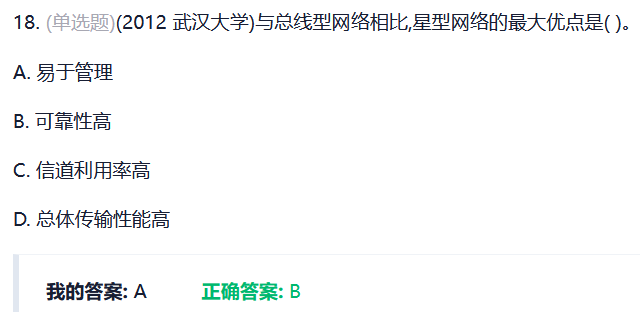 18. (单选题)(2012 武汉大学)与总线型网络相比,星型网络的最大优点是( )。
A. 易于管理
B. 可靠性高
C. 信道利用率高
D. 总体传输性能高
我的答案: A 正确答案: B